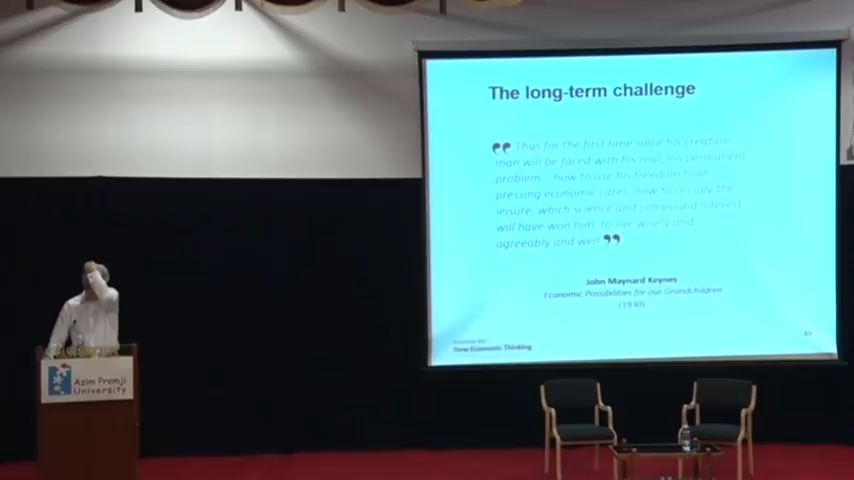 The long-term challenge
❝ Thus for the first time since his creation
man will be faced with his real, his permanent
problem – how to use his freedom from
pressing economic cares, how to occupy the
leisure, which science and compound interest
will have won him, to live wisely and
agreeably and well ❞
John Maynard Keynes
Economic Possibilities for our Grandchildren
(1930)
Institute for
New Economic Thinking
65
Azim Premji
University